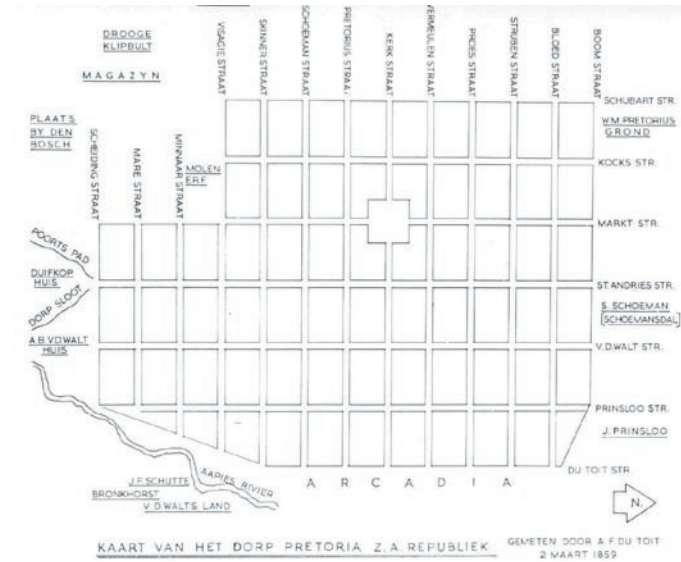 DROOGE
KLIPBULT
MAGAZYN
PLAATS
BY DEN
BOSCH
SCHEIDING STRAAT
MARE STRAAT
MINNAAR STRAAT
MOLEN
ERF
VISAGIE STRAAT
SKINNER STRAAT
SCHOEMAN STRAAT
PRETORIUS STRAAT
KERK STRAAT
VERMEULEN STRAAT
PROES STRAAT
STRUBEN STRAAT
BLOED STRAAT
BOOM STRAAT
SCHUBART STR.
W.M. PRETORIUS
GROND
KOCKS STR.
MARKT STR.
ST ANDRIES STR.
S. SCHOEMAN
(SCHOEMANSDAL)
V.D.WALT STR.
PRINSLOO STR.
J. PRINSLOO
DU TOIT STR.
POORTS PAD
DUIFKOP
HUIS
DORP SLOOT
A.B.V.D.WALT
HUIS
AAPIES RIVIER
J.F. SCHUTTE
BRONKHORST
V.D.WALTS LAND
ARCADIA
N.
KAART VAN HET DORP PRETORIA Z.A. REPUBLIEK
GEMETEN DOOR A.F. DU TOIT
2 MAART 1859